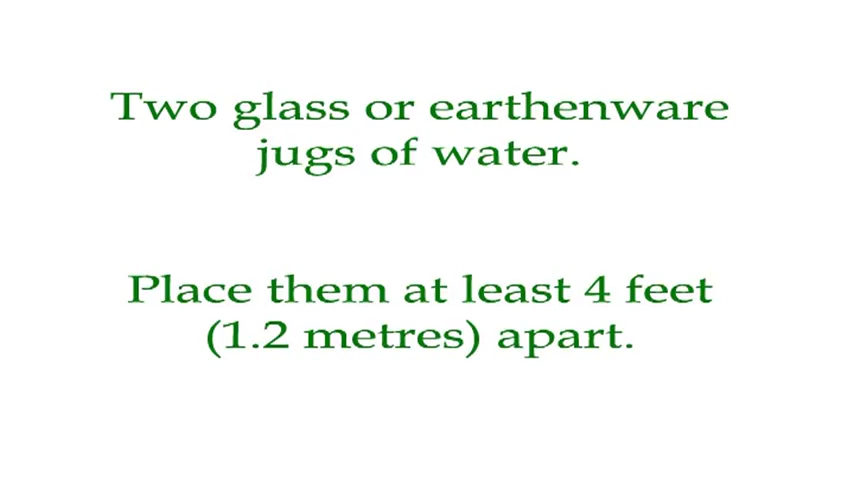 Two glass or earthenware
jugs of water.
Place them at least 4 feet
(1.2 metres) apart.